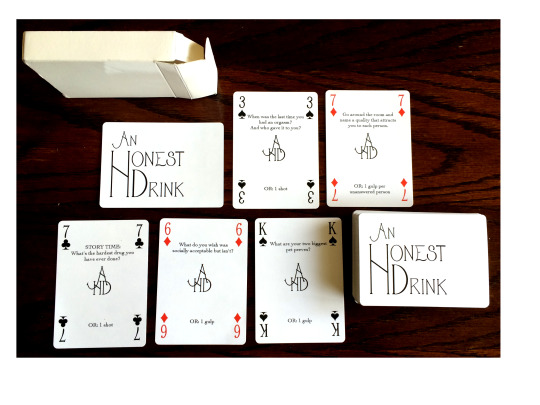 3 3
When was the last time you
had an orgasm?
And who gave it to you?
AHD
OR: 1 shot
3 3
7 7
Go around the room and
name a quality that attracts
you to each person.
AHD
OR: 1 gulp per
unanswered person
7 7
AN
HONEST
DRINK
7 7
STORY TIME:
What's the hardest drug you
have ever done?
AHD
OR: 1 shot
7 7
6 6
What do you wish was
socially acceptable but isn't?
AHD
OR: 1 gulp
6 6
K K
What are your two biggest
pet peeves?
AHD
OR: 1 gulp
K K
AN
HONEST
DRINK